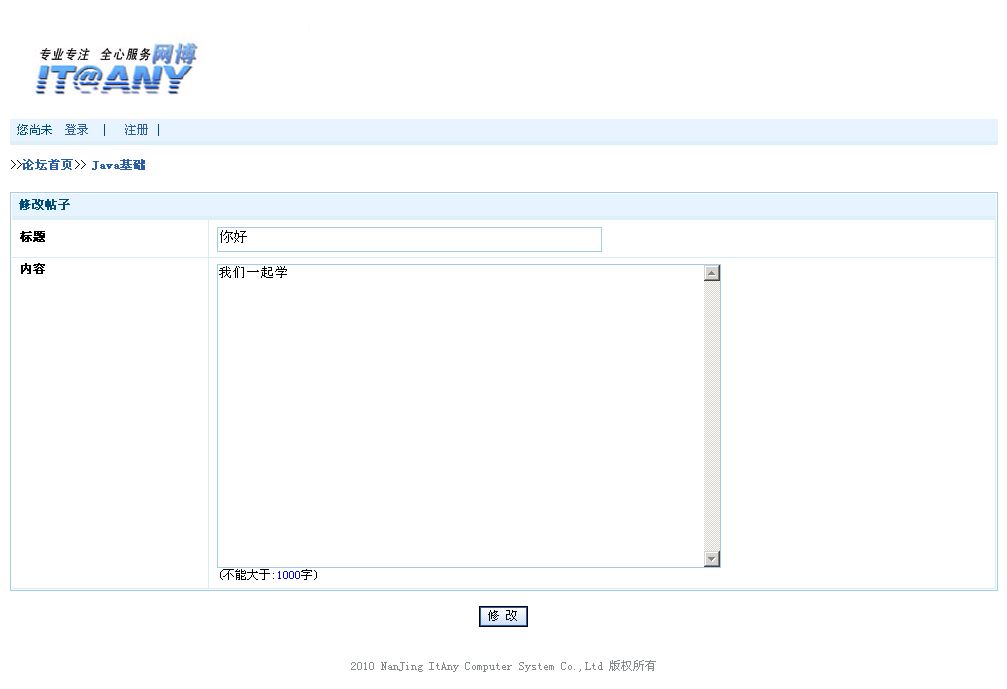 专业专注 全心服务 网博
IT@ANY
您尚未 登录 | 注册 |
>>论坛首页>> Java基础
修改帖子
标题 你好
内容 我们一起学
(不能大于:1000字)
修 改
2010 NanJing ItAny Computer System Co.,Ltd 版权所有